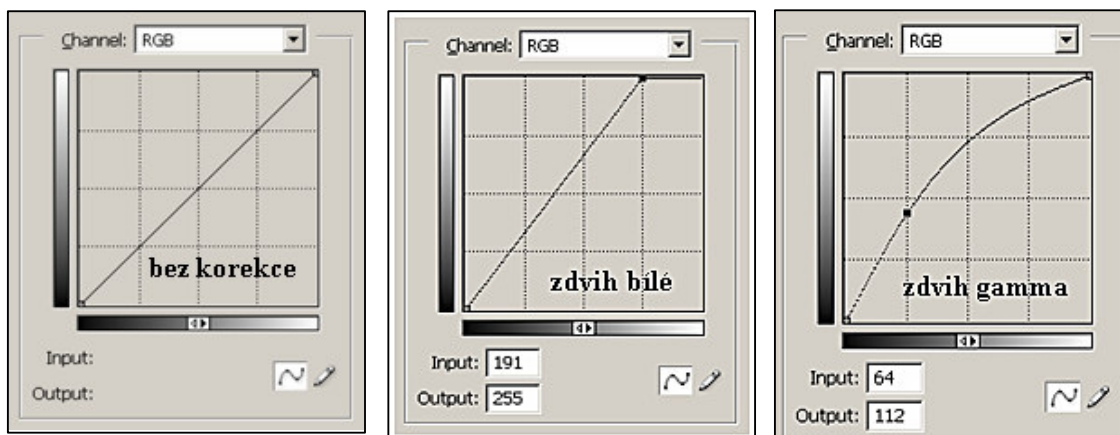 Channel: RGB
bez korekce
Input:
Output:
Channel: RGB
zdvih bílé
Input: 191
Output: 255
Channel: RGB
zdvih gamma
Input: 64
Output: 112